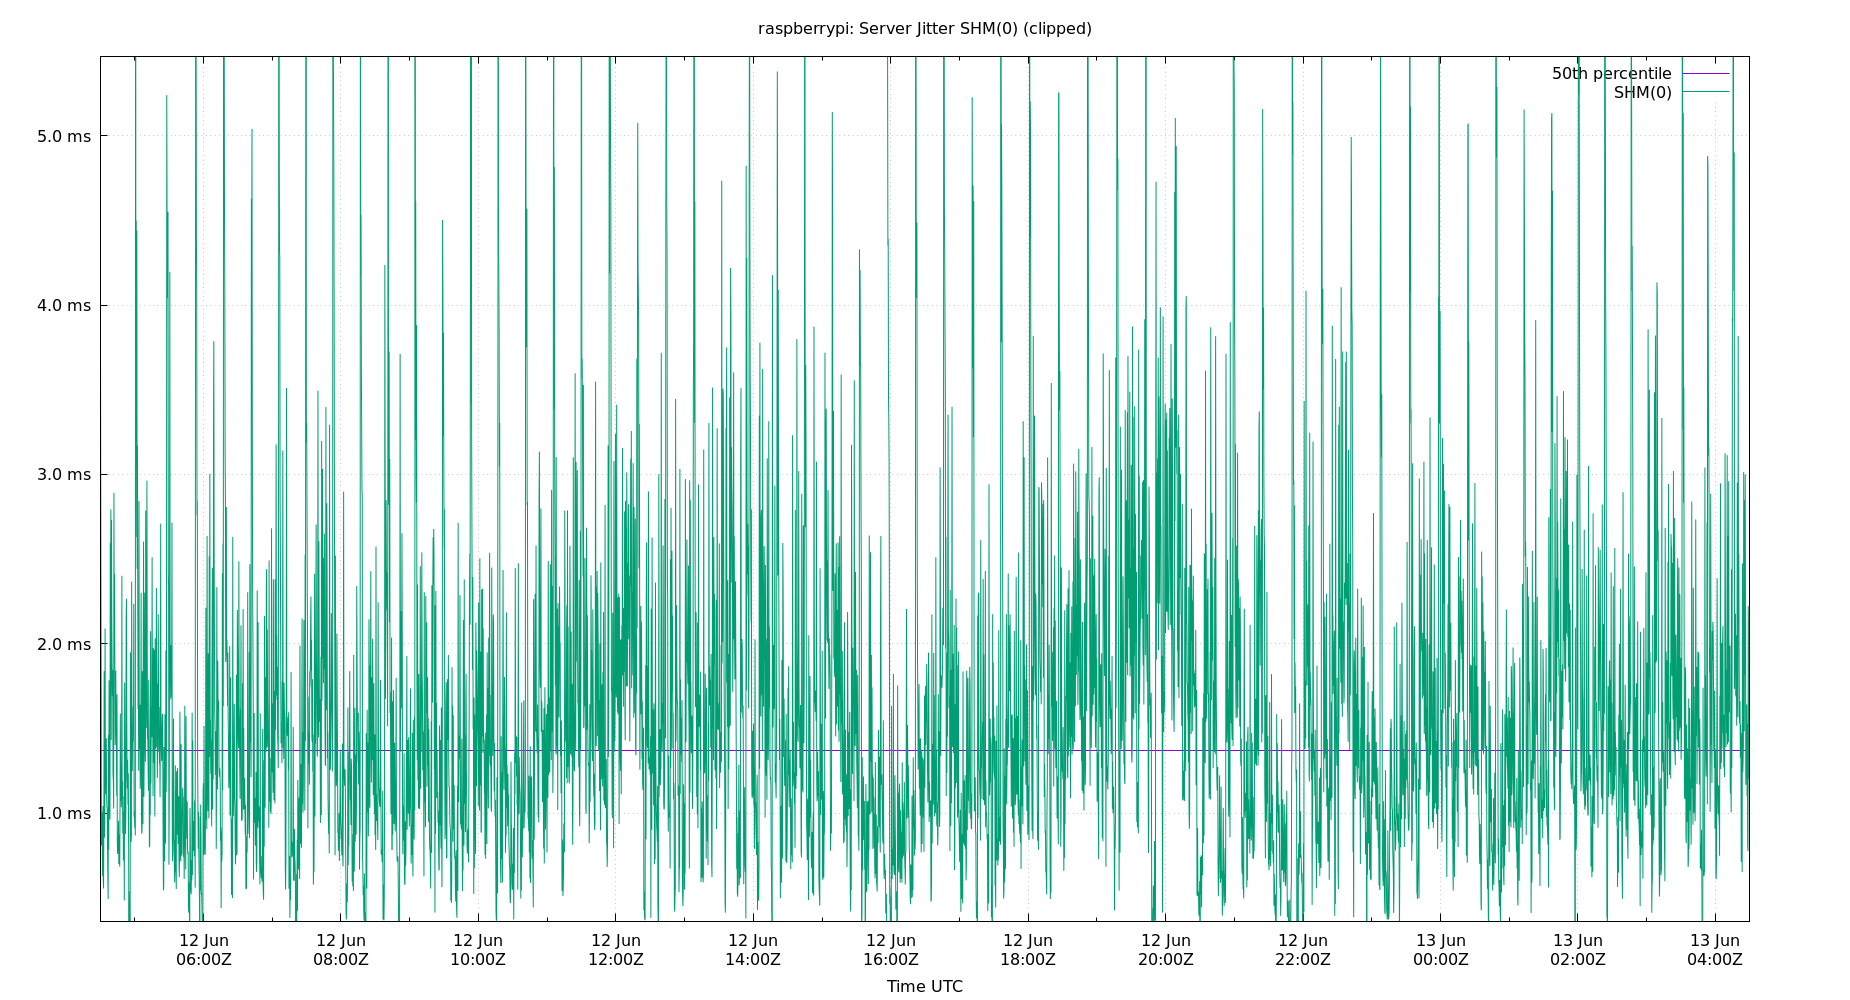 raspberrypi: Server Jitter SHM(0) (clipped)
50th percentile
SHM(0)
5.0 ms
4.0 ms
3.0 ms
2.0 ms
1.0 ms
12 Jun 12 Jun 12 Jun 12 Jun 12 Jun 12 Jun 12 Jun 12 Jun 12 Jun 13 Jun 13 Jun 13 Jun
06:00Z 08:00Z 10:00Z 12:00Z 14:00Z 16:00Z 18:00Z 20:00Z 22:00Z 00:00Z 02:00Z 04:00Z
Time UTC